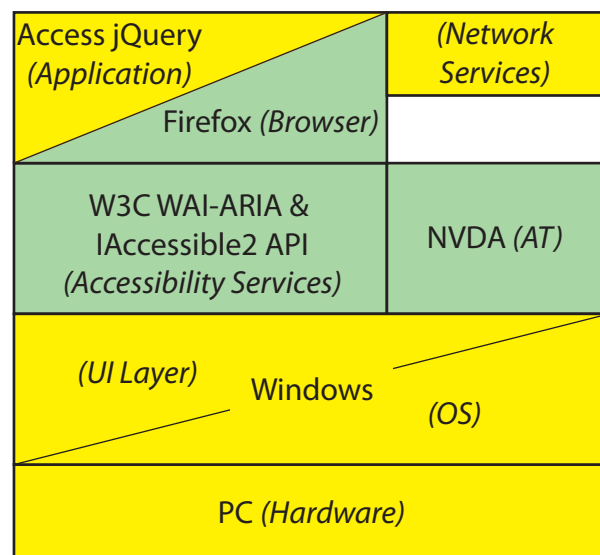 Access jQuery
(Application)
(Network
Services)
Firefox (Browser)
W3C WAI-ARIA &
IAccessible2 API
(Accessibility Services)
NVDA (AT)
(UI Layer)
Windows
(OS)
PC (Hardware)